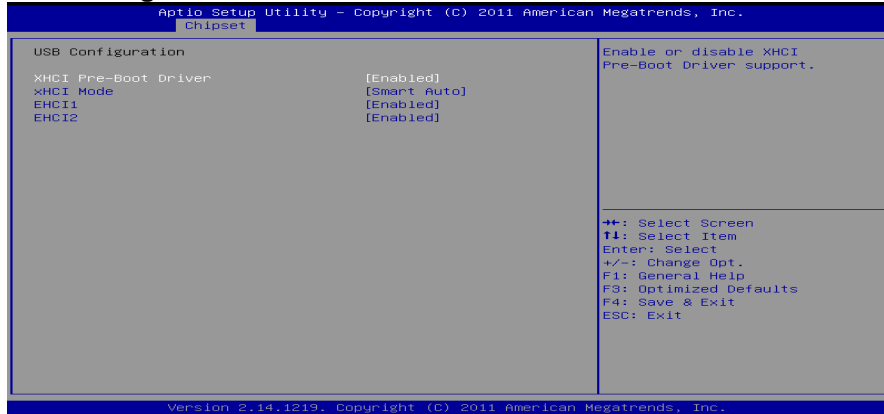 Aptio Setup Utility – Copyright (C) 2011 American Megatrends, Inc.
Chipset
USB Configuration
XHCI Pre-Boot Driver [Enabled]
xHCI Mode [Smart Auto]
EHCI1 [Enabled]
EHCI2 [Enabled]
Enable or disable XHCI
Pre-Boot Driver support.
→←: Select Screen
↑↓: Select Item
Enter: Select
+/-: Change Opt.
F1: General Help
F3: Optimized Defaults
F4: Save & Exit
ESC: Exit
Version 2.14.1219. Copyright (C) 2011 American Megatrends, Inc.